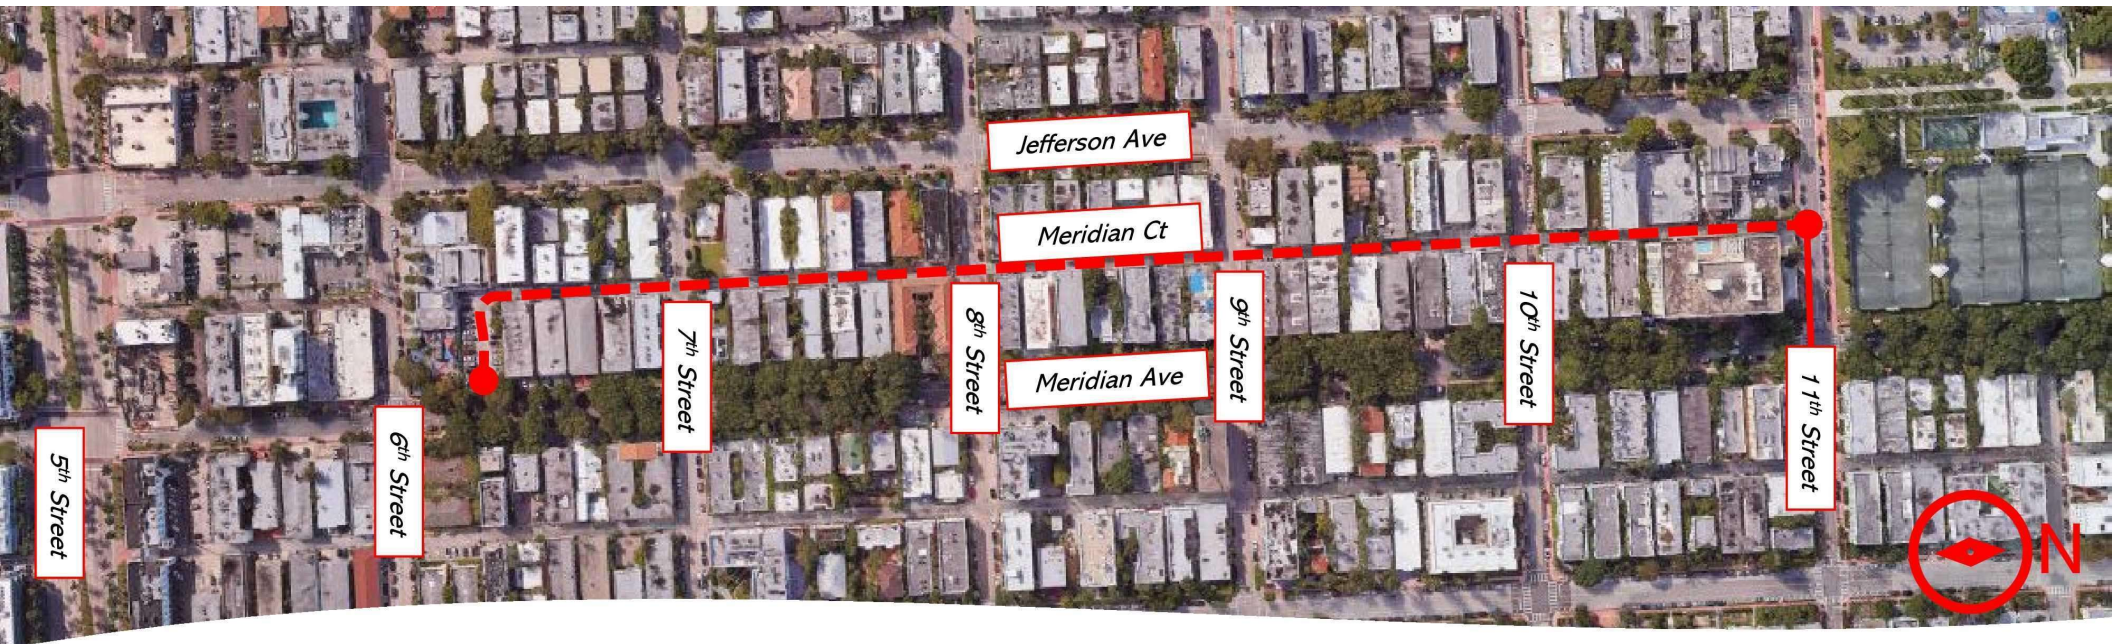 Jefferson Ave
Meridian Ct
Meridian Ave
5th Street
6th Street
7th Street
8th Street
9th Street
10th Street
11th Street
N